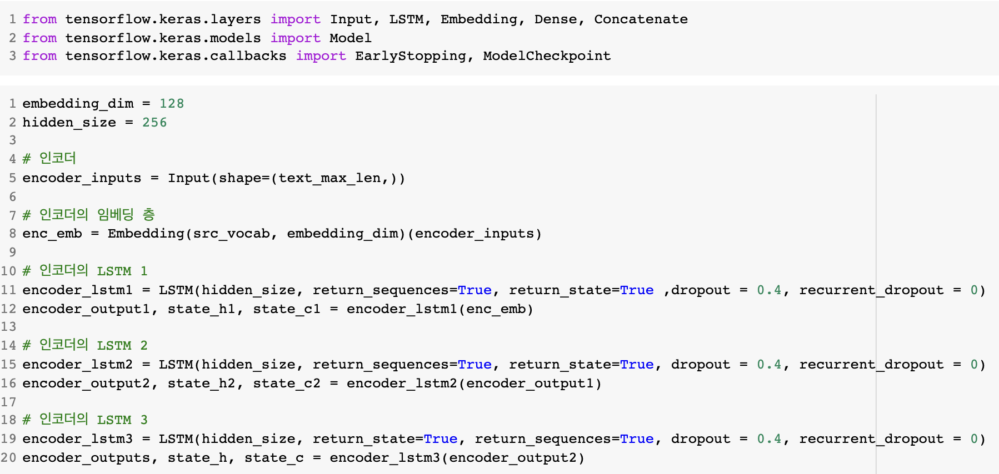 1 from tensorflow.keras.layers import Input, LSTM, Embedding, Dense, Concatenate
2 from tensorflow.keras.models import Model
3 from tensorflow.keras.callbacks import EarlyStopping, ModelCheckpoint
1 embedding_dim = 128
2 hidden_size = 256
3
4 # 인코더
5 encoder_inputs = Input(shape=(text_max_len,))
6
7 # 인코더의 임베딩 층
8 enc_emb = Embedding(src_vocab, embedding_dim)(encoder_inputs)
9
10 # 인코더의 LSTM 1
11 encoder_lstm1 = LSTM(hidden_size, return_sequences=True, return_state=True ,dropout = 0.4, recurrent_dropout = 0)
12 encoder_output1, state_h1, state_c1 = encoder_lstm1(enc_emb)
13
14 # 인코더의 LSTM 2
15 encoder_lstm2 = LSTM(hidden_size, return_sequences=True, return_state=True, dropout = 0.4, recurrent_dropout = 0)
16 encoder_output2, state_h2, state_c2 = encoder_lstm2(encoder_output1)
17
18 # 인코더의 LSTM 3
19 encoder_lstm3 = LSTM(hidden_size, return_state=True, return_sequences=True, dropout = 0.4, recurrent_dropout = 0)
20 encoder_outputs, state_h, state_c = encoder_lstm3(encoder_output2)